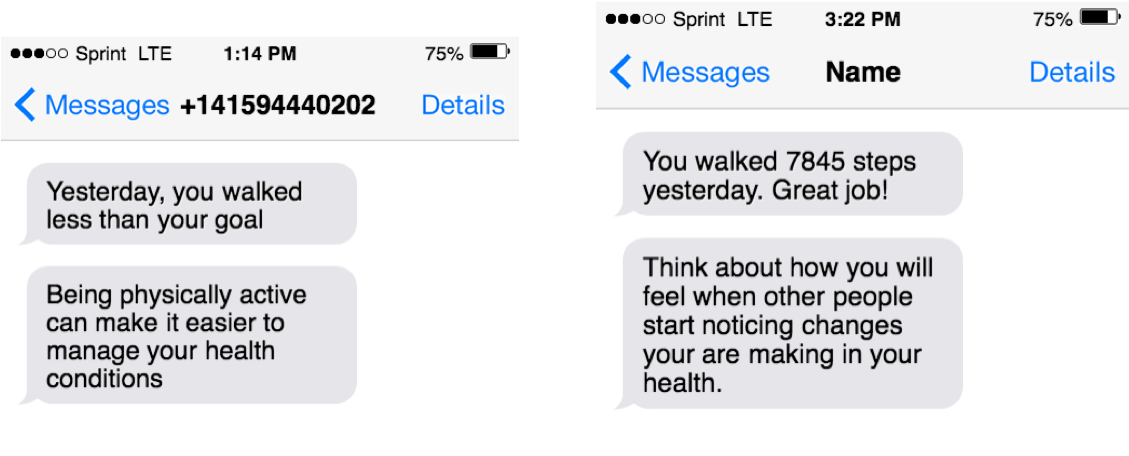 ●●●○○ Sprint LTE 1:14 PM 75%
Messages +141594440202 Details
Yesterday, you walked
less than your goal
Being physically active
can make it easier to
manage your health
conditions
●●●○○ Sprint LTE 3:22 PM 75%
Messages Name Details
You walked 7845 steps
yesterday. Great job!
Think about how you will
feel when other people
start noticing changes
your are making in your
health.